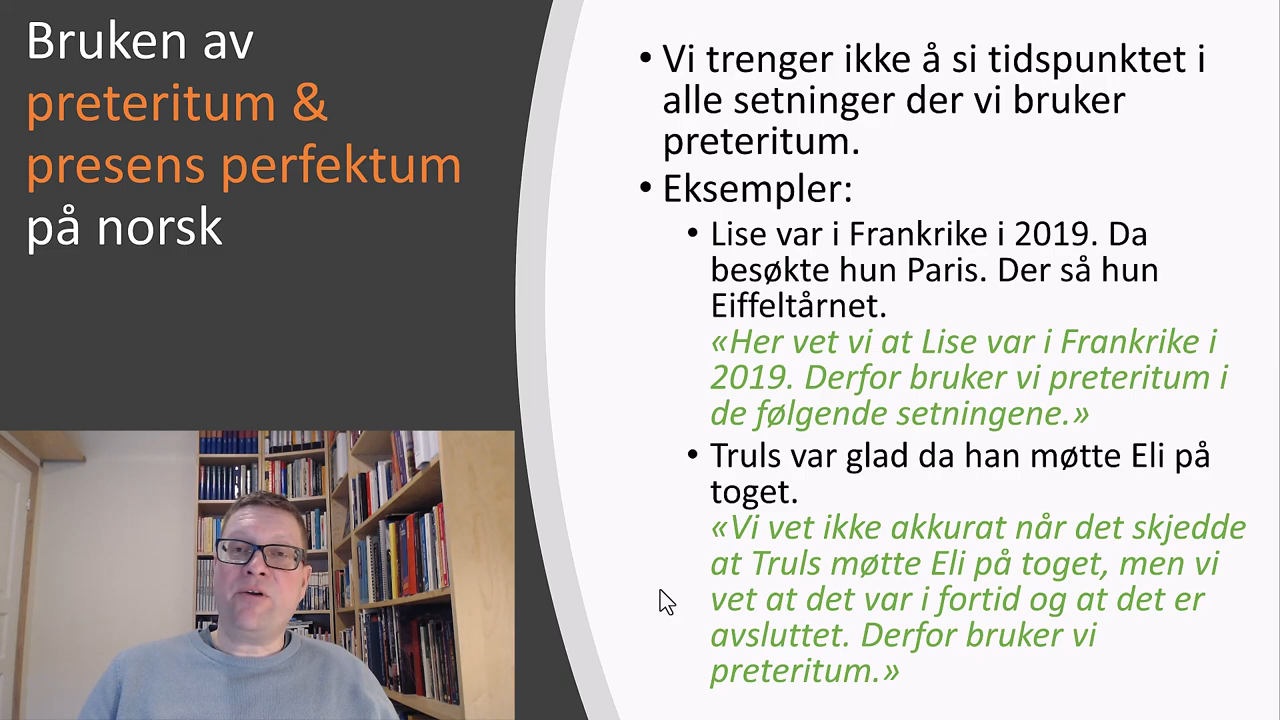 Bruken av
preteritum &
presens perfektum
på norsk
• Vi trenger ikke å si tidspunktet i
alle setninger der vi bruker
preteritum.
• Eksempler:
• Lise var i Frankrike i 2019. Da
besøkte hun Paris. Der så hun
Eiffeltårnet.
«Her vet vi at Lise var i Frankrike i
2019. Derfor bruker vi preteritum i
de følgende setningene.»
• Truls var glad da han møtte Eli på
toget.
«Vi vet ikke akkurat når det skjedde
at Truls møtte Eli på toget, men vi
vet at det var i fortid og at det er
avsluttet. Derfor bruker vi
preteritum.»